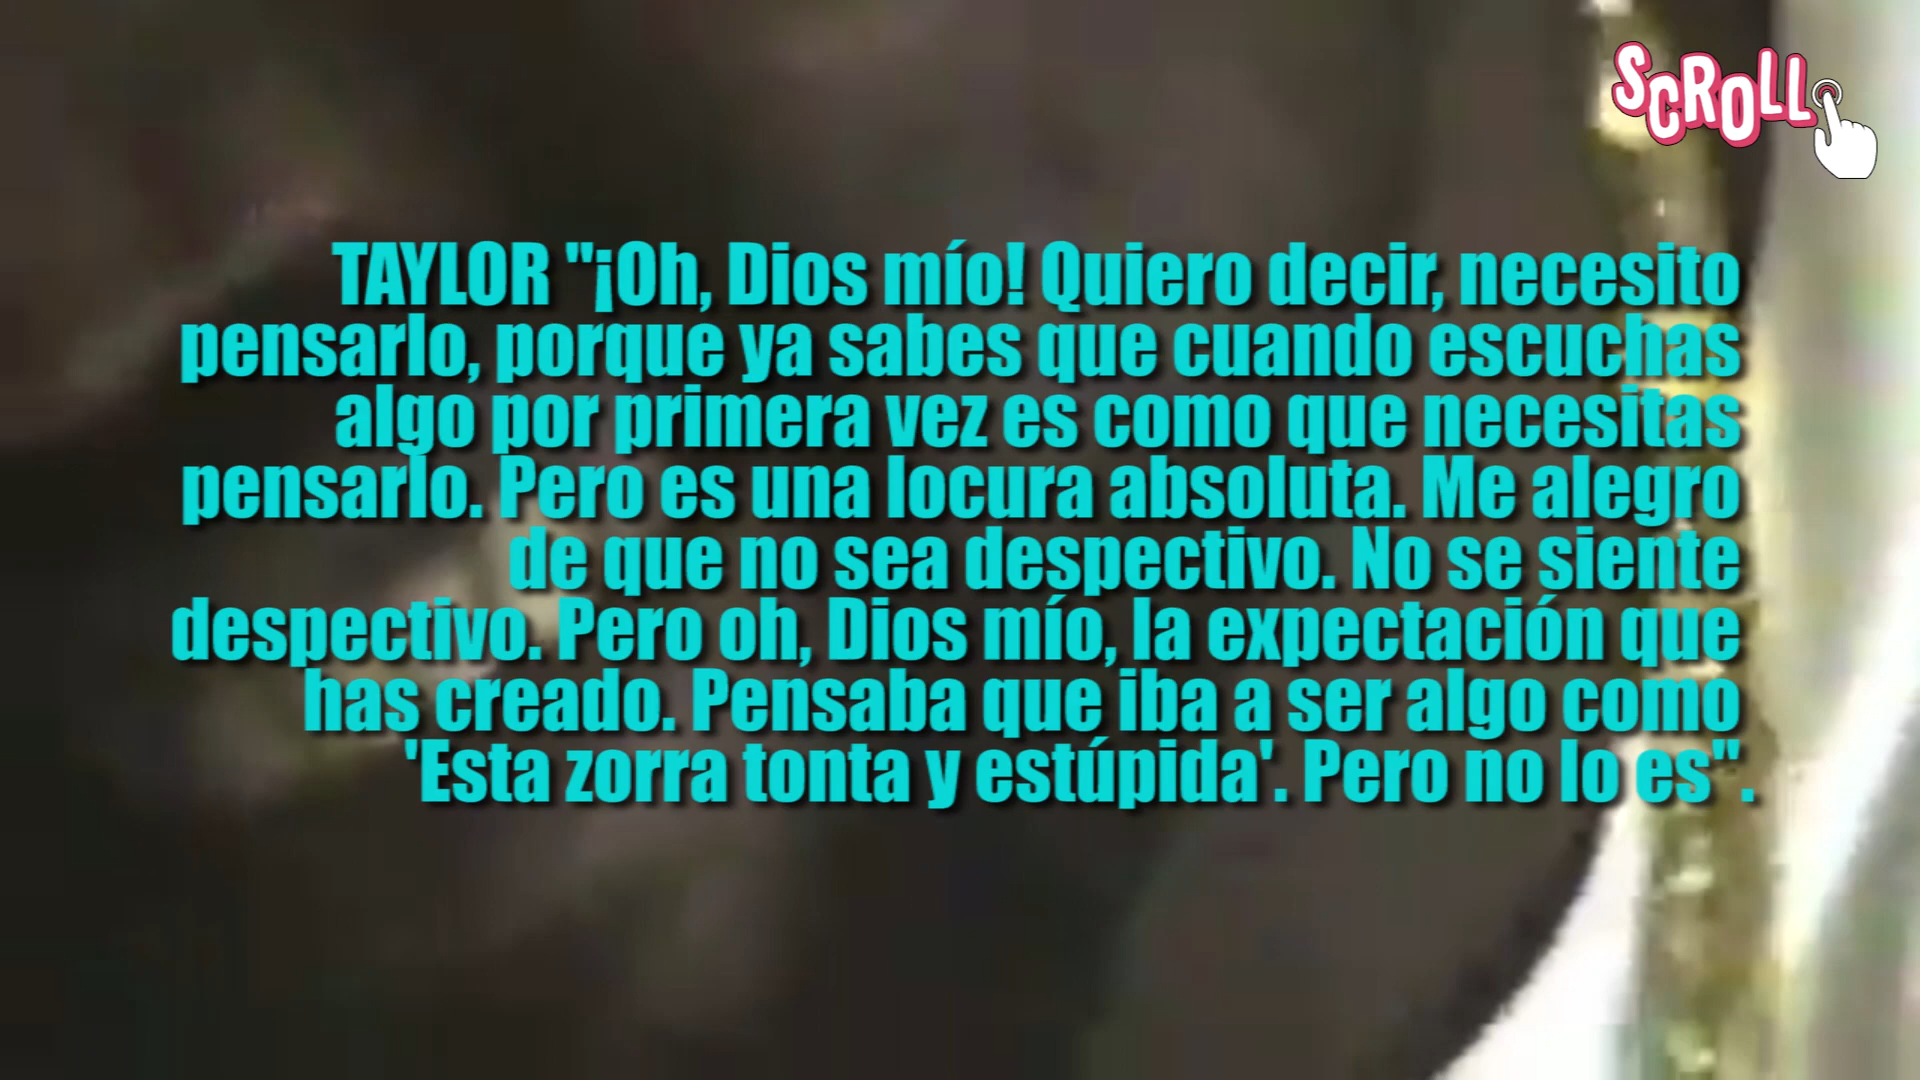 SCROLL
TAYLOR "¡Oh, Dios mío! Quiero decir, necesito
pensarlo, porque ya sabes que cuando escuchas
algo por primera vez es como que necesitas
pensarlo. Pero es una locura absoluta. Me alegro
de que no sea despectivo. No se siente
despectivo. Pero oh, Dios mío, la expectación que
has creado. Pensaba que iba a ser algo como
'Esta zorra tonta y estúpida'. Pero no lo es".